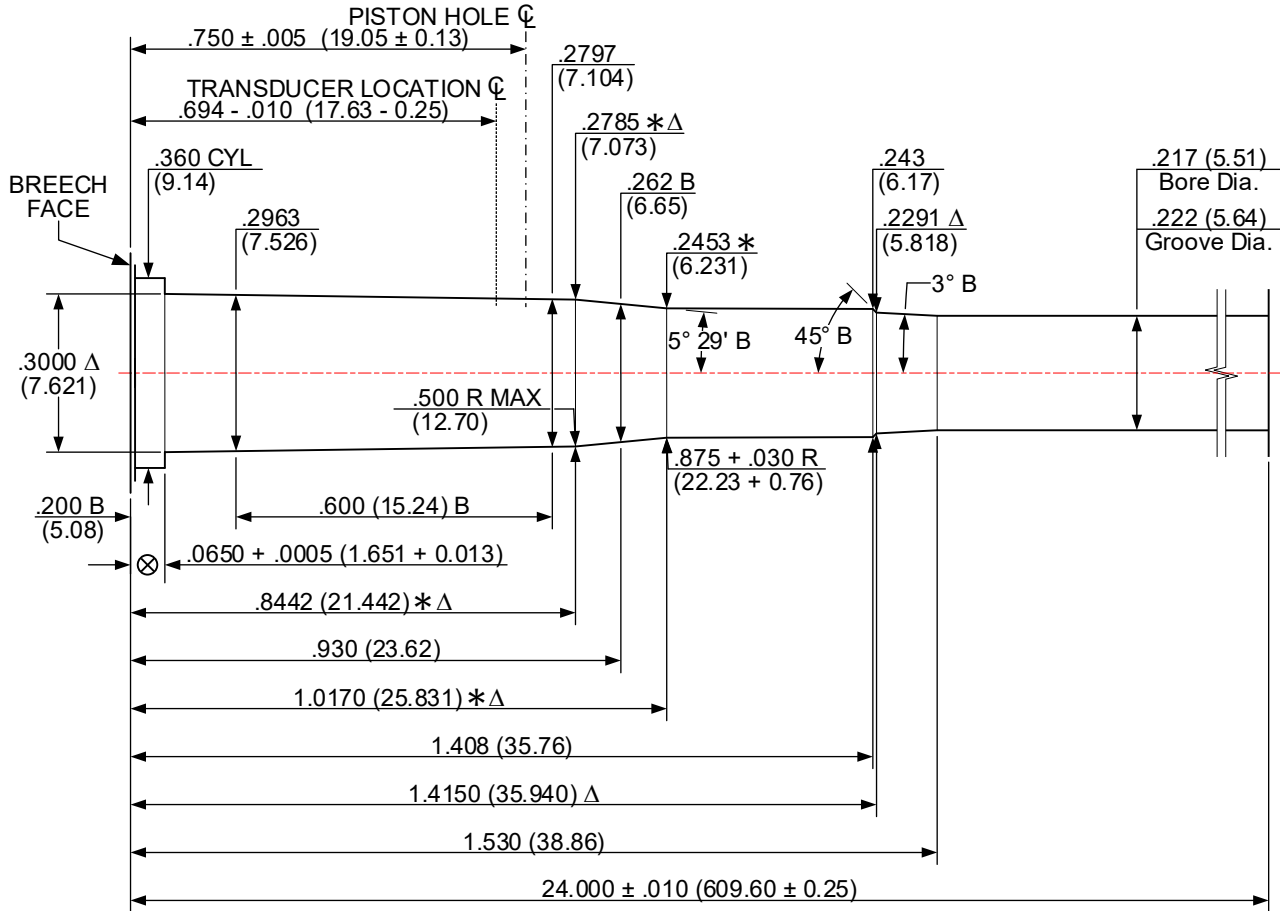 PISTON HOLE ℄
.750 ± .005 (19.05 ± 0.13)
TRANSDUCER LOCATION ℄
.694 - .010 (17.63 - 0.25)
.2797
(7.104)
.2785 * Δ
(7.073)
.360 CYL
(9.14)
BREECH
FACE
.2963
(7.526)
.262 B
(6.65)
.2453 *
(6.231)
.243
(6.17)
.2291 Δ
(5.818)
.217 (5.51)
Bore Dia.
.222 (5.64)
Groove Dia.
3° B
5° 29' B
45° B
.3000 Δ
(7.621)
.500 R MAX
(12.70)
.875 + .030 R
(22.23 + 0.76)
.200 B
(5.08)
.600 (15.24) B
⊗ .0650 + .0005 (1.651 + 0.013)
.8442 (21.442) * Δ
.930 (23.62)
1.0170 (25.831) * Δ
1.408 (35.76)
1.4150 (35.940) Δ
1.530 (38.86)
24.000 ± .010 (609.60 ± 0.25)